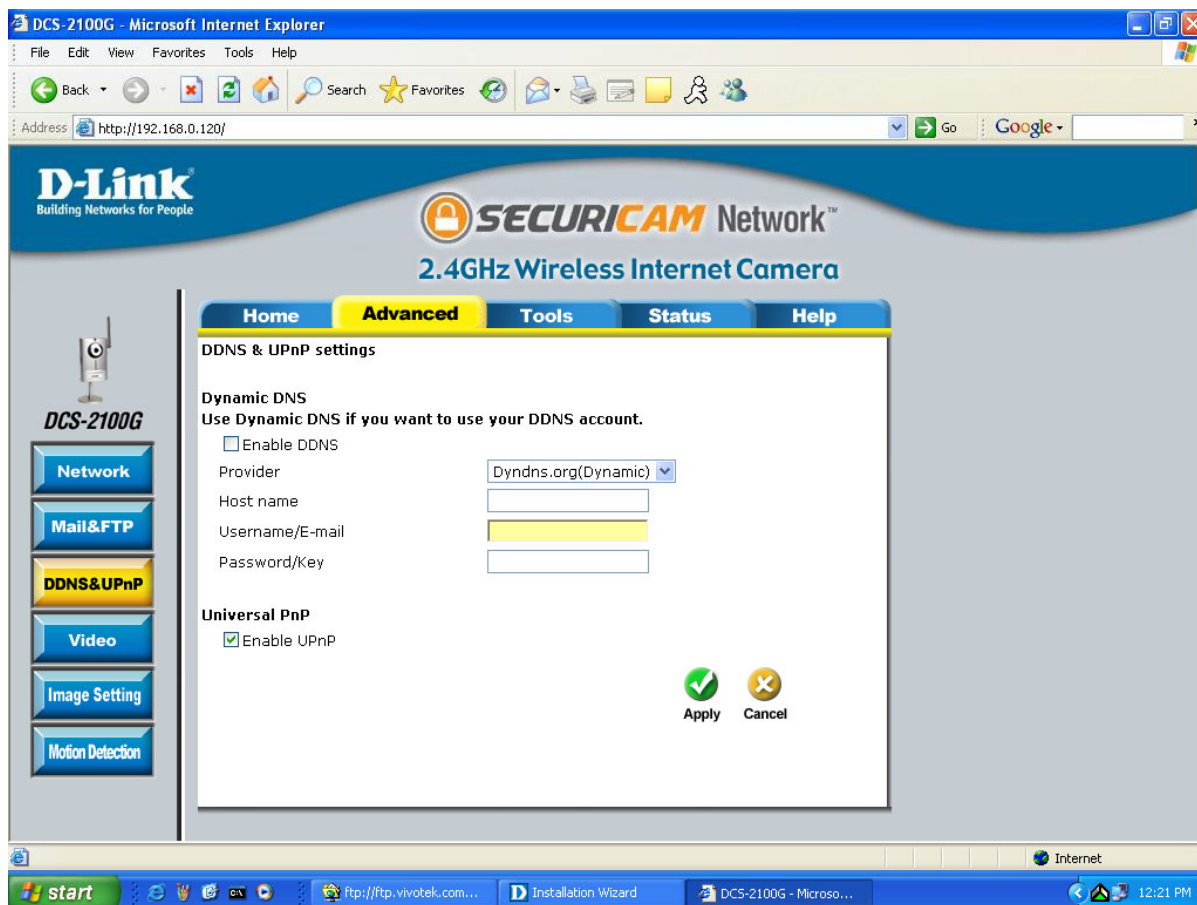 DCS-2100G - Microsoft Internet Explorer
File Edit View Favorites Tools Help
Back Search Favorites
Address http://192.168.0.120/ Go Google
D-Link
Building Networks for People
SECURICAM Network™
2.4GHz Wireless Internet Camera
Home Advanced Tools Status Help
DCS-2100G
Network
Mail&FTP
DDNS&UPnP
Video
Image Setting
Motion Detection
DDNS & UPnP settings
Dynamic DNS
Use Dynamic DNS if you want to use your DDNS account.
Enable DDNS
Provider Dyndns.org(Dynamic)
Host name
Username/E-mail
Password/Key
Universal PnP
Enable UPnP
Apply Cancel
Internet
start ftp://ftp.vivotek.com... Installation Wizard DCS-2100G - Microso... 12:21 PM